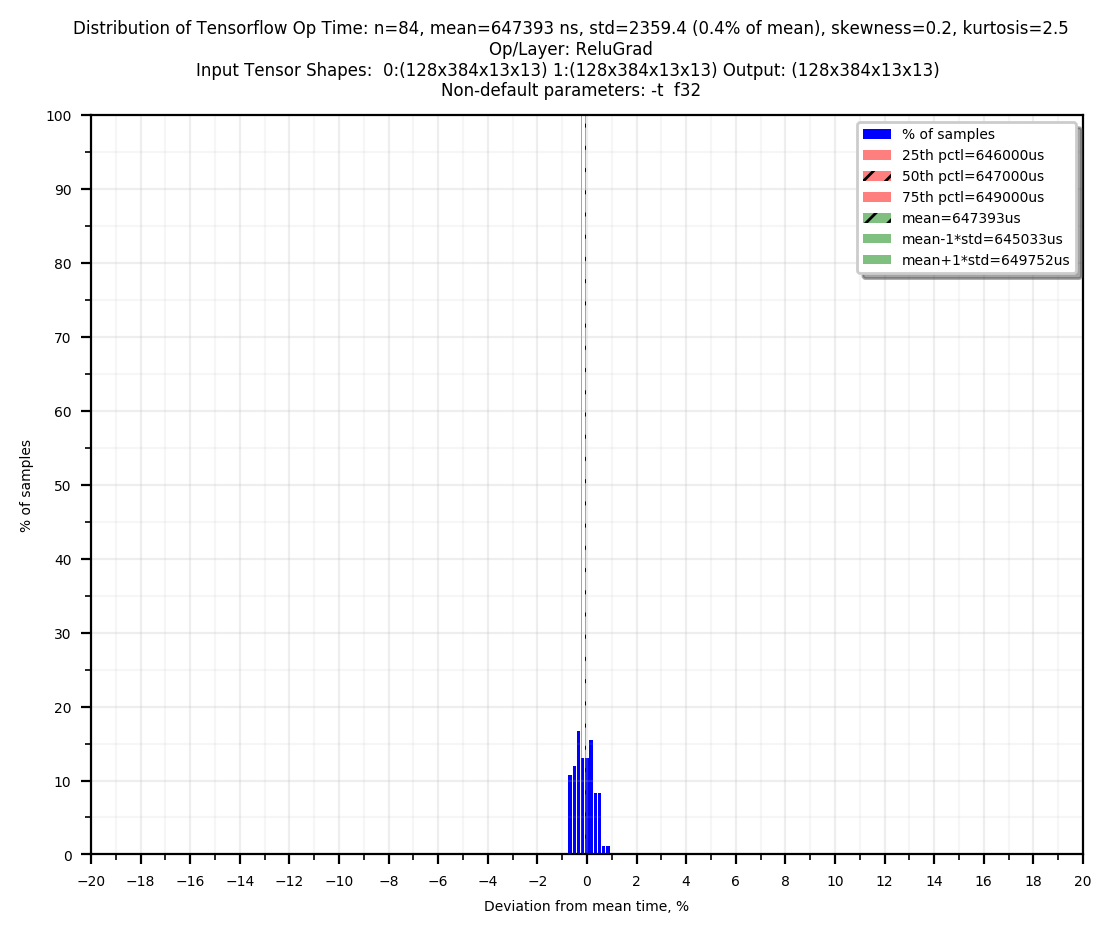 Distribution of Tensorflow Op Time: n=84, mean=647393 ns, std=2359.4 (0.4% of mean), skewness=0.2, kurtosis=2.5
Op/Layer: ReluGrad
Input Tensor Shapes:  0:(128x384x13x13) 1:(128x384x13x13) Output: (128x384x13x13)
Non-default parameters: -t  f32
% of samples
25th pctl=646000us
50th pctl=647000us
75th pctl=649000us
mean=647393us
mean-1*std=645033us
mean+1*std=649752us
100
90
80
70
60
50
40
30
20
10
0
% of samples
−20 −18 −16 −14 −12 −10 −8 −6 −4 −2 0 2 4 6 8 10 12 14 16 18 20
Deviation from mean time, %